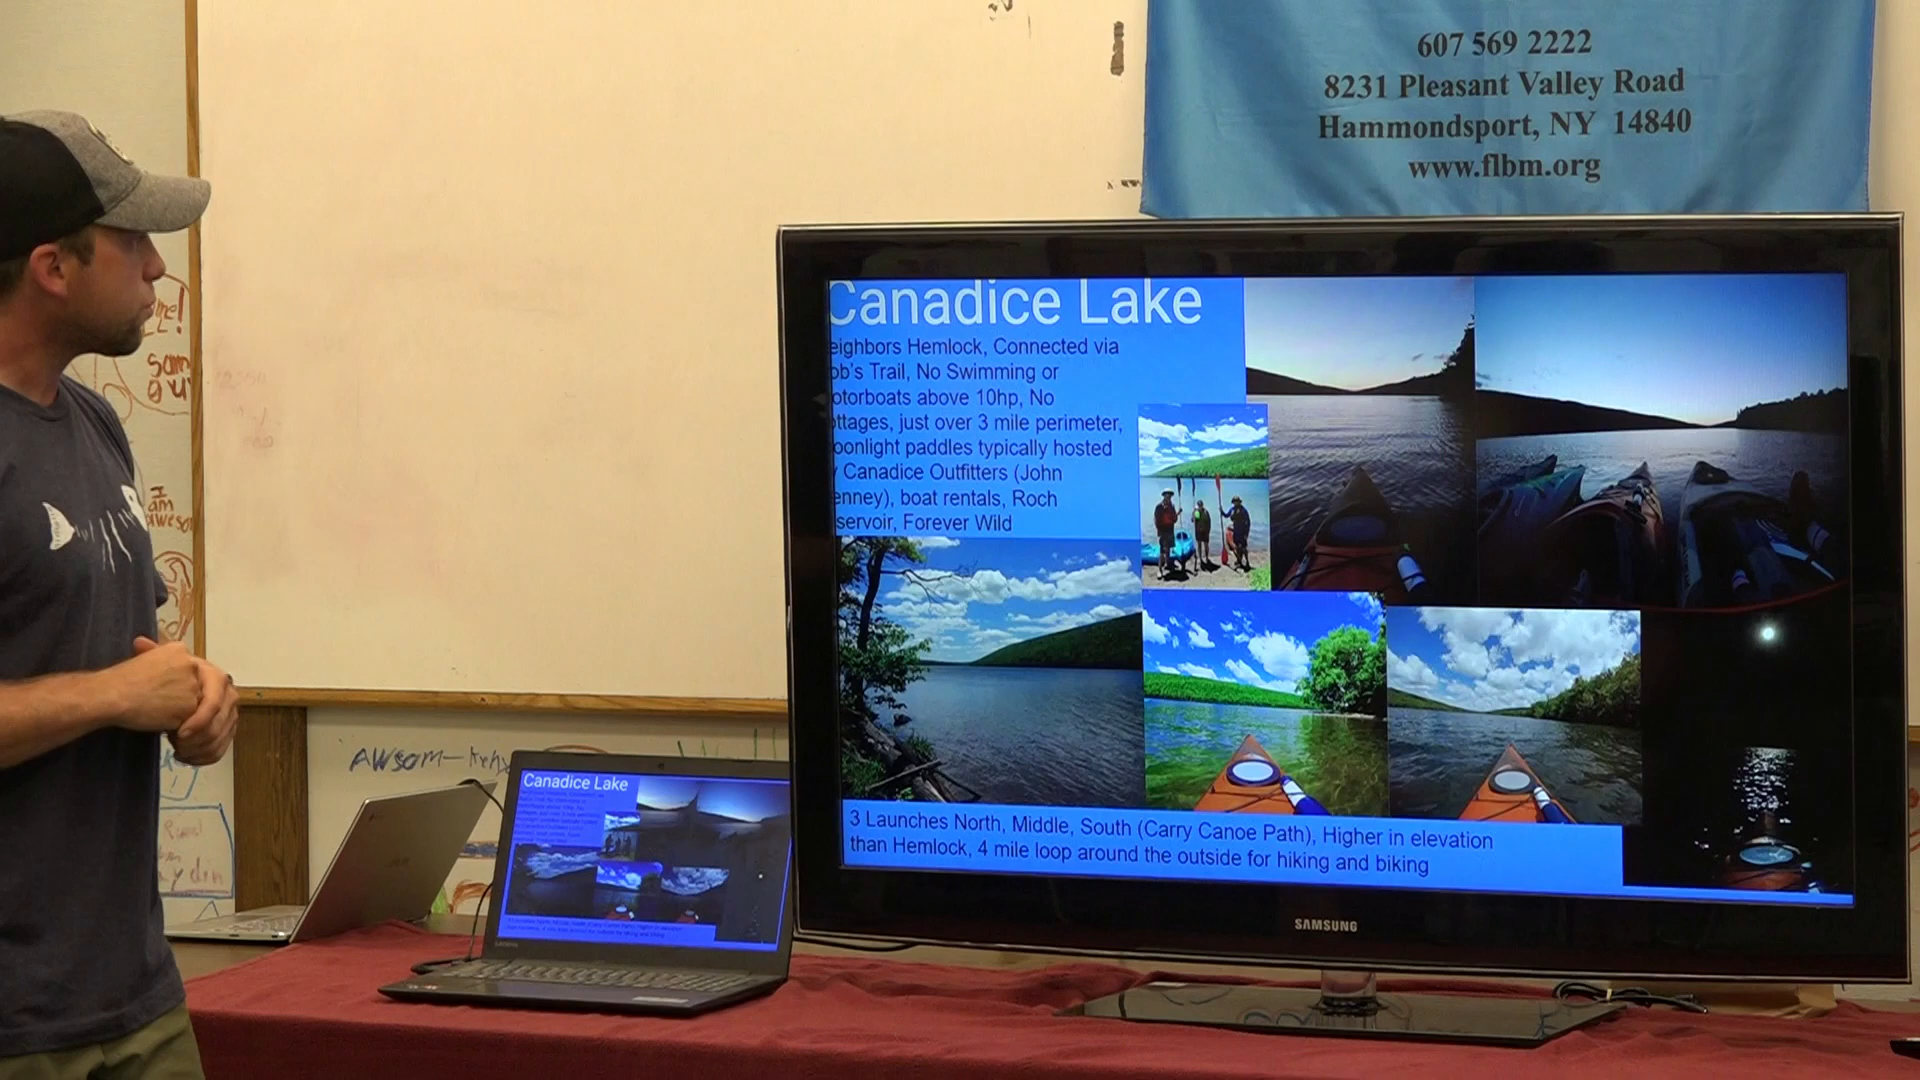 607 569 2222
8231 Pleasant Valley Road
Hammondsport, NY 14840
www.flbm.org
Canadice Lake
eighbors Hemlock, Connected via
ob's Trail, No Swimming or
otorboats above 10hp, No
ottages, just over 3 mile perimeter,
oonlight paddles typically hosted
Canadice Outfitters (John
enney), boat rentals, Roch
servoir, Forever Wild
3 Launches North, Middle, South (Carry Canoe Path), Higher in elevation
than Hemlock, 4 mile loop around the outside for hiking and biking
SAMSUNG
Canadice Lake
I
am
aweso
AWsom